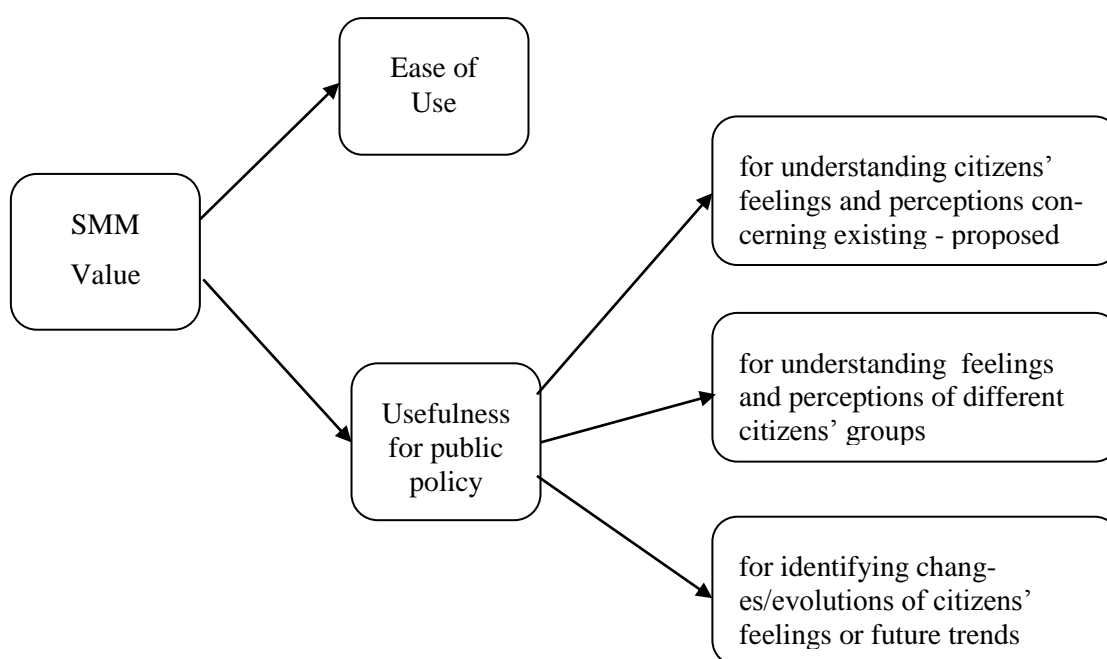 Ease of
Use
SMM
Value
for understanding citizens’
feelings and perceptions con-
cerning existing - proposed
for understanding  feelings
and perceptions of different
citizens’ groups
Usefulness
for public
policy
for identifying chang-
es/evolutions of citizens’
feelings or future trends